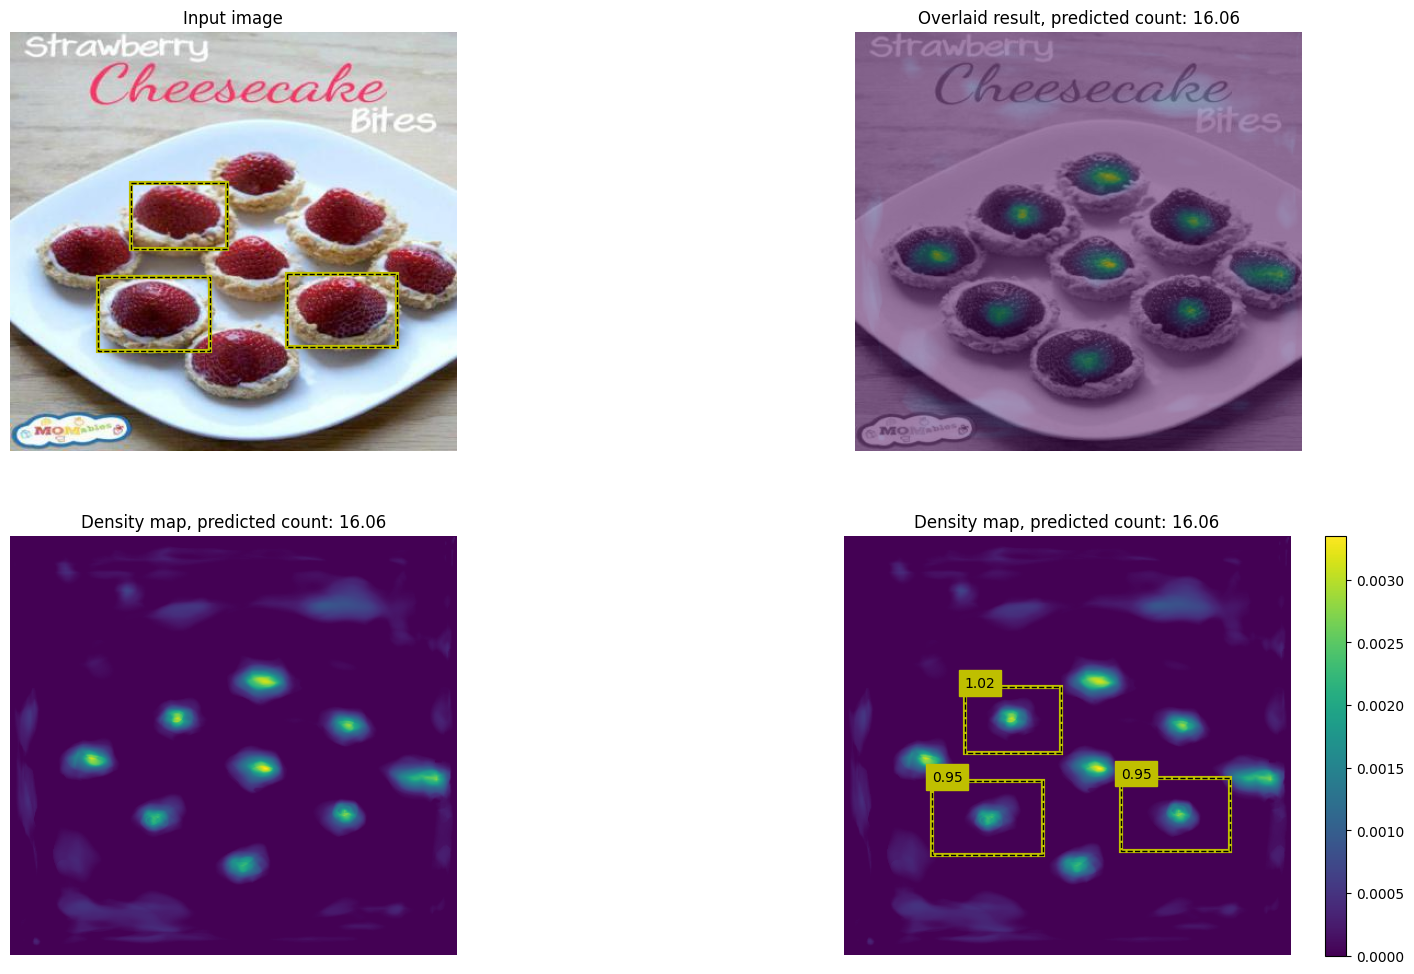 Input image
Strawberry
Cheesecake
Bites
MOMables
Overlaid result, predicted count: 16.06
Strawberry
Cheesecake
Bites
MOMables
Density map, predicted count: 16.06
Density map, predicted count: 16.06
1.02
0.95
0.95
0.0030
0.0025
0.0020
0.0015
0.0010
0.0005
0.0000